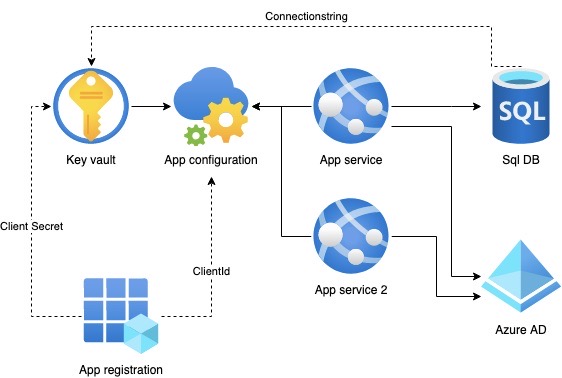 Connectionstring
SQL
Key vault
App configuration
App service
Sql DB
Client Secret
ClientId
App service 2
Azure AD
App registration